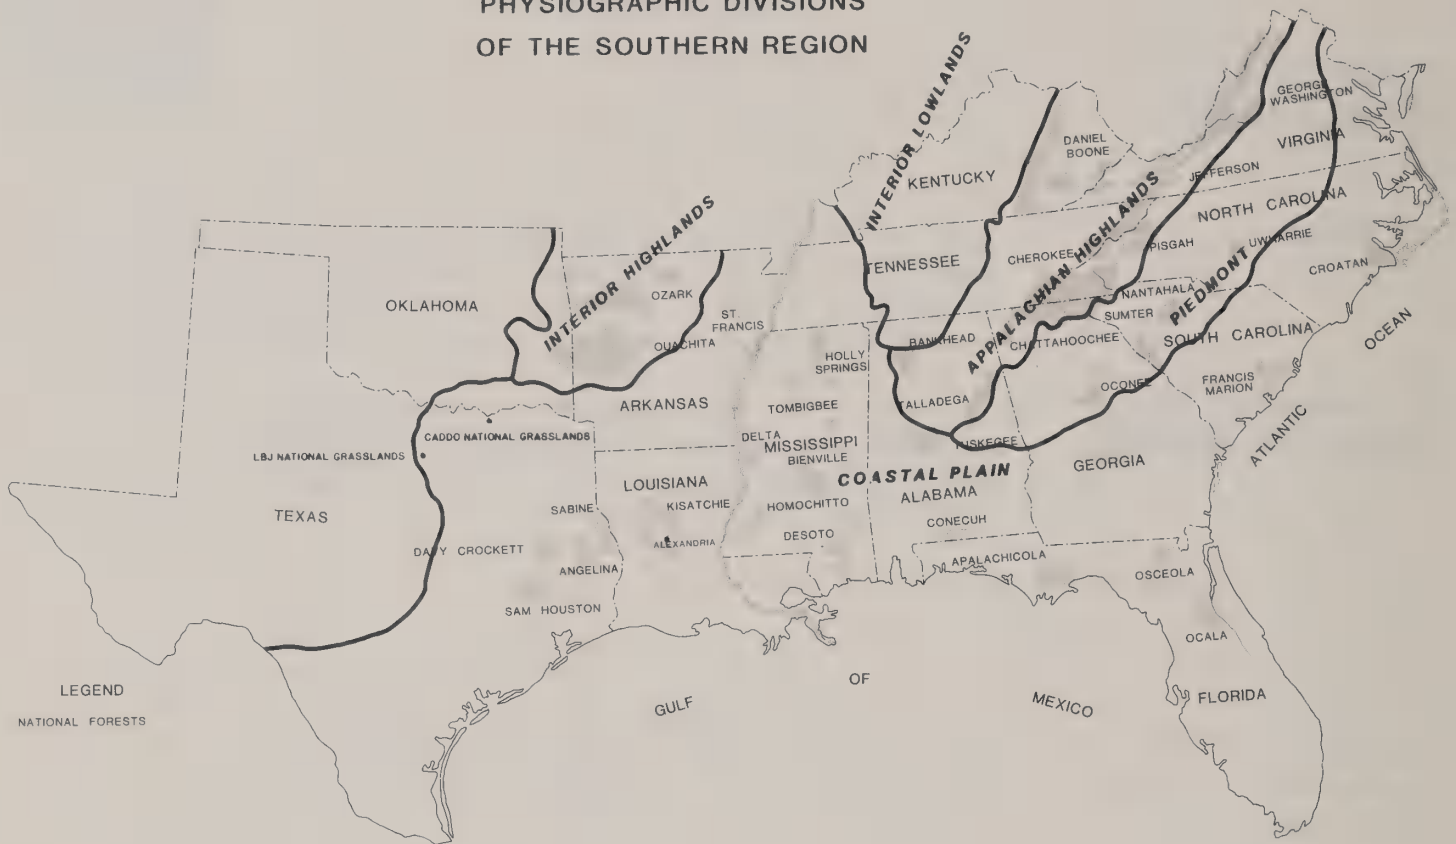 PHYSIOGRAPHIC DIVISIONS
OF THE SOUTHERN REGION
INTERIOR LOWLANDS
GEORGE
WASHINGTON
DANIEL
BOONE
VIRGINIA
KENTUCKY
JEFFERSON
INTERIOR HIGHLANDS
APPALACHIAN HIGHLANDS
NORTH CAROLINA
UWHARRIE
PISGAH
CHEROKEE
TENNESSEE
CROATAN
OZARK
NANTAHALA
PIEDMONT
OKLAHOMA
ST.
FRANCIS
SUMTER
OCEAN
OUACHITA
BANKHEAD
CHATTAHOOCHEE
SOUTH CAROLINA
HOLLY
SPRINGS
FRANCIS
MARION
OCONEE
ARKANSAS
TOMBIGBEE
TALLADEGA
ATLANTIC
CADDO NATIONAL GRASSLANDS
DELTA
MISSISSIPPI
TUSKEGEE
LBJ NATIONAL GRASSLANDS
BIENVILLE
GEORGIA
COASTAL PLAIN
LOUISIANA
ALABAMA
SABINE
KISATCHIE
HOMOCHITTO
TEXAS
CONECUH
DESOTO
ALEXANDRIA
DAVY CROCKETT
APALACHICOLA
ANGELINA
OSCEOLA
SAM HOUSTON
OCALA
LEGEND
OF
FLORIDA
NATIONAL FORESTS
GULF
MEXICO